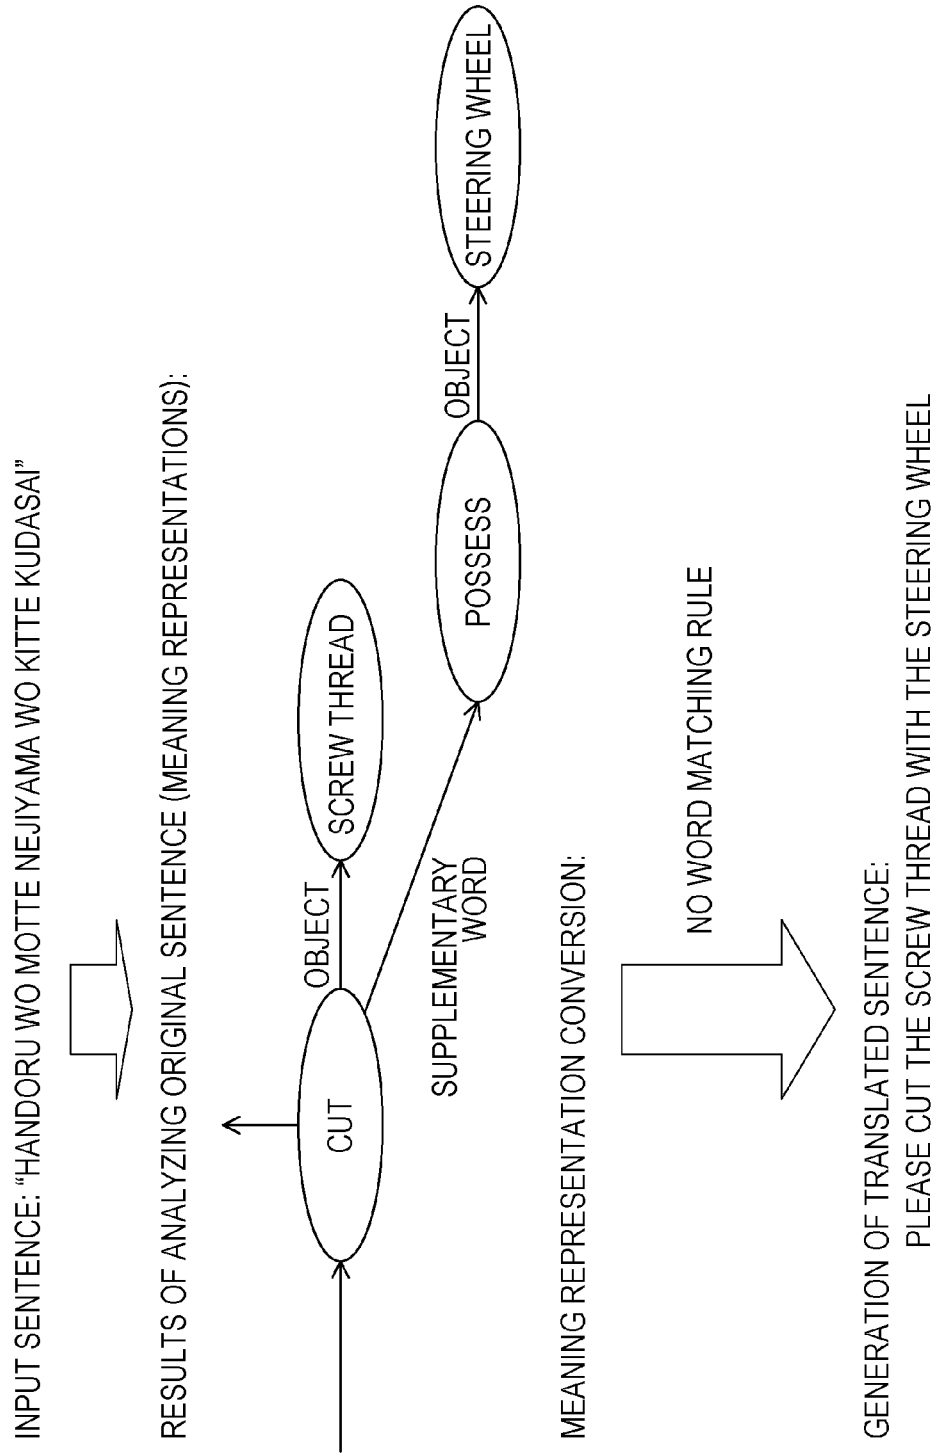 INPUT SENTENCE: “HANDORU WO MOTTE NEJIYAMA WO KITTE KUDASAI”
RESULTS OF ANALYZING ORIGINAL SENTENCE (MEANING REPRESENTATIONS):
CUT
OBJECT
SCREW THREAD
SUPPLEMENTARY
WORD
POSSESS
OBJECT
STEERING WHEEL
MEANING REPRESENTATION CONVERSION:
NO WORD MATCHING RULE
GENERATION OF TRANSLATED SENTENCE:
PLEASE CUT THE SCREW THREAD WITH THE STEERING WHEEL